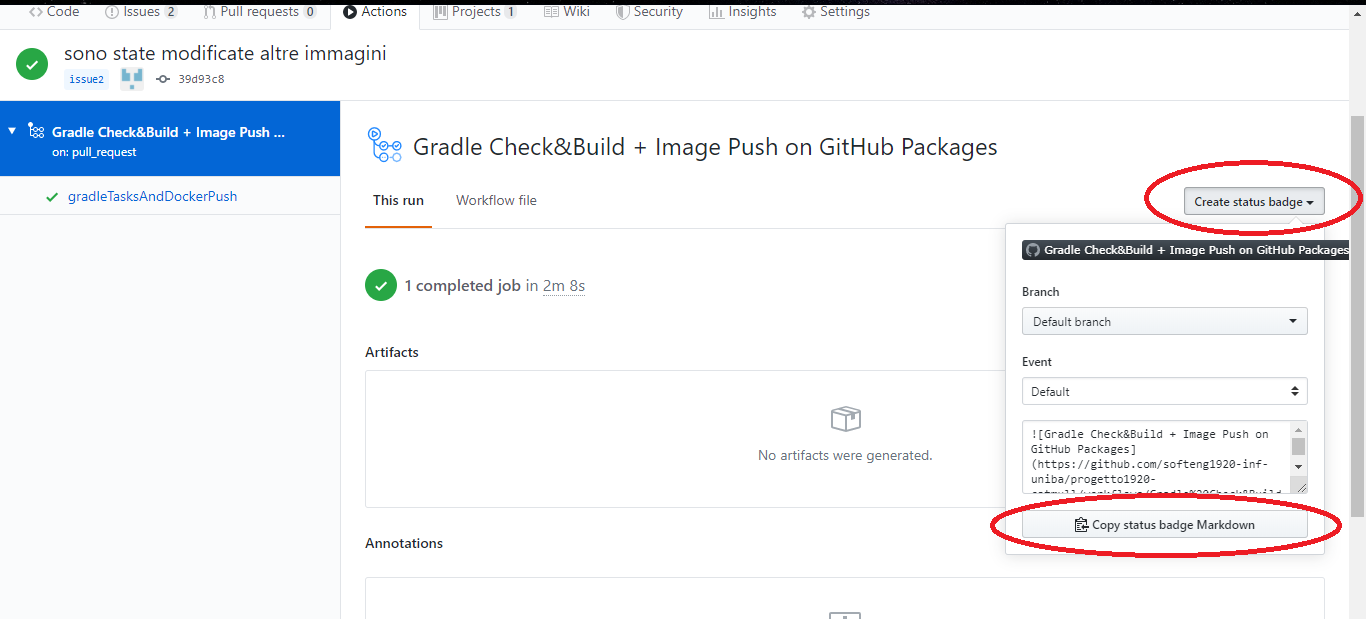 Code Issues 2 Pull requests 0 Actions Projects 1 Wiki Security Insights Settings
sono state modificate altre immagini
issue2 39d93c8
Gradle Check&Build + Image Push ...
on: pull_request
gradleTasksAndDockerPush
Gradle Check&Build + Image Push on GitHub Packages
This run Workflow file
Create status badge
Gradle Check&Build + Image Push on GitHub Packages
1 completed job in 2m 8s
Branch
Default branch
Artifacts
Event
Default
No artifacts were generated.
![Gradle Check&Build + Image Push on
GitHub Packages]
(https://github.com/softeng1920-inf-
uniba/progetto1920-
Copy status badge Markdown
Annotations